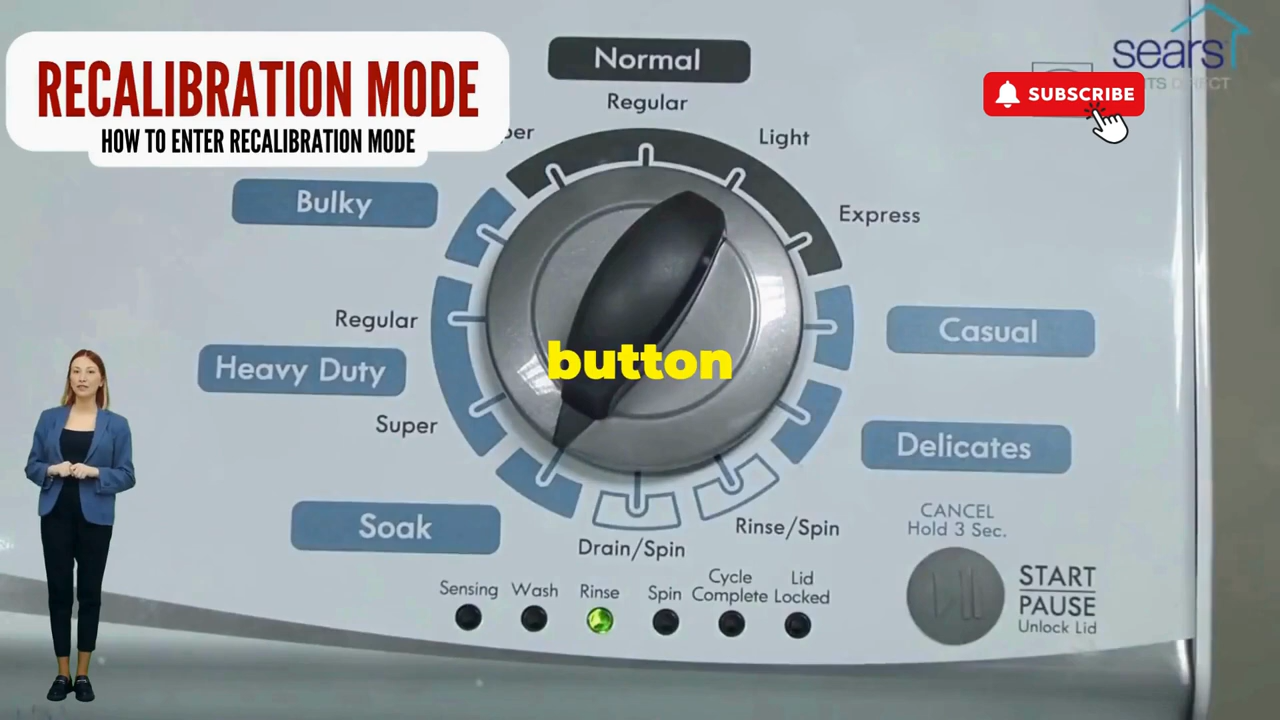 RECALIBRATION MODE
HOW TO ENTER RECALIBRATION MODE
sears
DIRECT
SUBSCRIBE
Normal
Regular
Light
Express
Bulky
Regular
Heavy Duty
Super
Casual
button
Delicates
Soak
Rinse/Spin
Drain/Spin
CANCEL
Hold 3 Sec.
Sensing
Wash
Rinse
Spin
Cycle
Complete
Lid
Locked
START
PAUSE
Unlock Lid